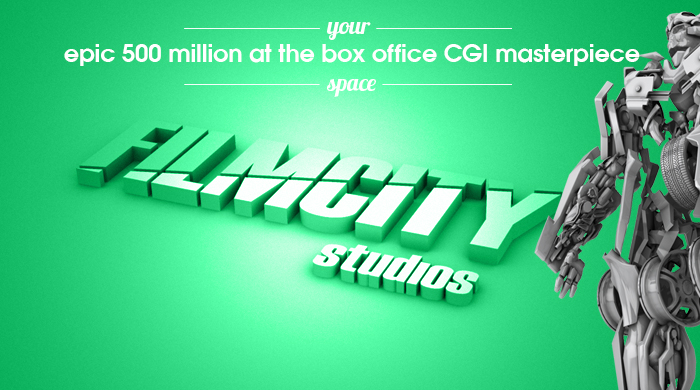 your
epic 500 million at the box office CGI masterpiece
space
FILMCITY
studios